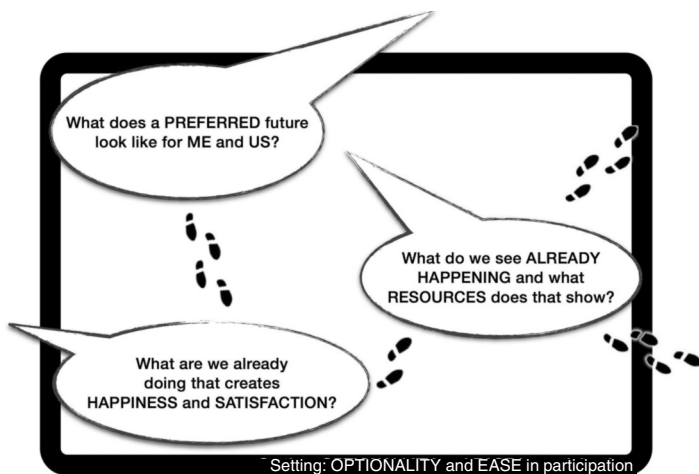 What does a PREFERRED future
look like for ME and US?
What do we see ALREADY
HAPPENING and what
RESOURCES does that show?
What are we already
doing that creates
HAPPINESS and SATISFACTION?
Setting: OPTIONALITY and EASE in participation